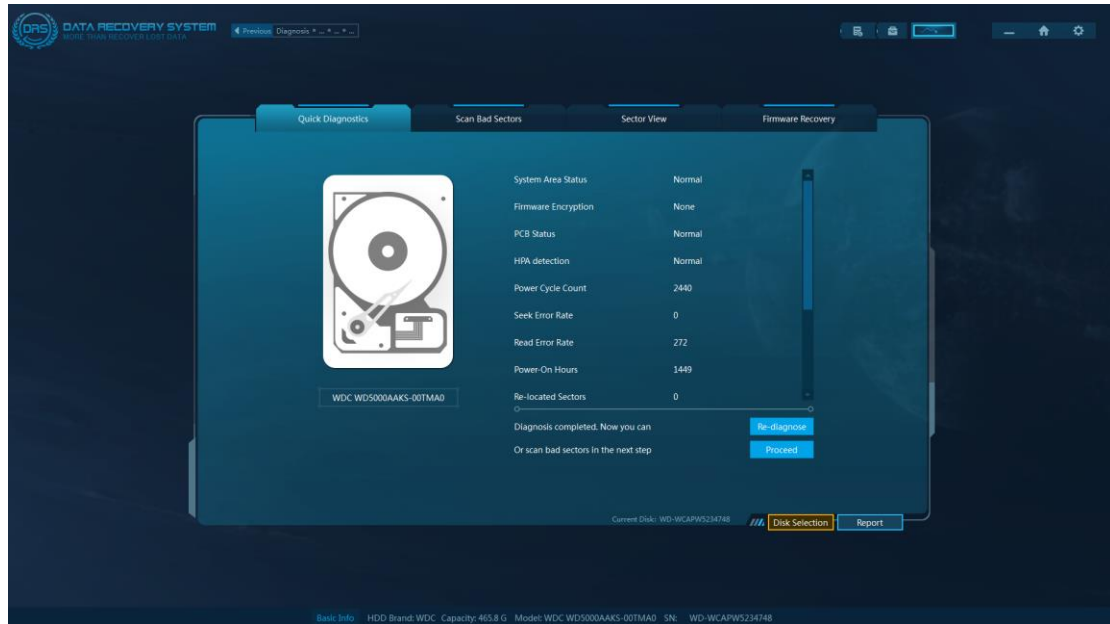 DRS DATA RECOVERY SYSTEM
MORE THAN RECOVER LOST DATA
Previous Diagnosis * ... * ... * ...
Quick Diagnostics Scan Bad Sectors Sector View Firmware Recovery
System Area Status Normal
Firmware Encryption None
PCB Status Normal
HPA detection Normal
Power Cycle Count 2440
Seek Error Rate 0
Read Error Rate 272
Power-On Hours 1449
WDC WD5000AAKS-00TMA0
Re-located Sectors 0
Diagnosis completed. Now you can Re-diagnose
Or scan bad sectors in the next step Proceed
Current Disk: WD-WCAPW5234748 Disk Selection Report
Basic Info HDD Brand: WDC Capacity: 465.8 G Model: WDC WD5000AAKS-00TMA0 SN: WD-WCAPW5234748